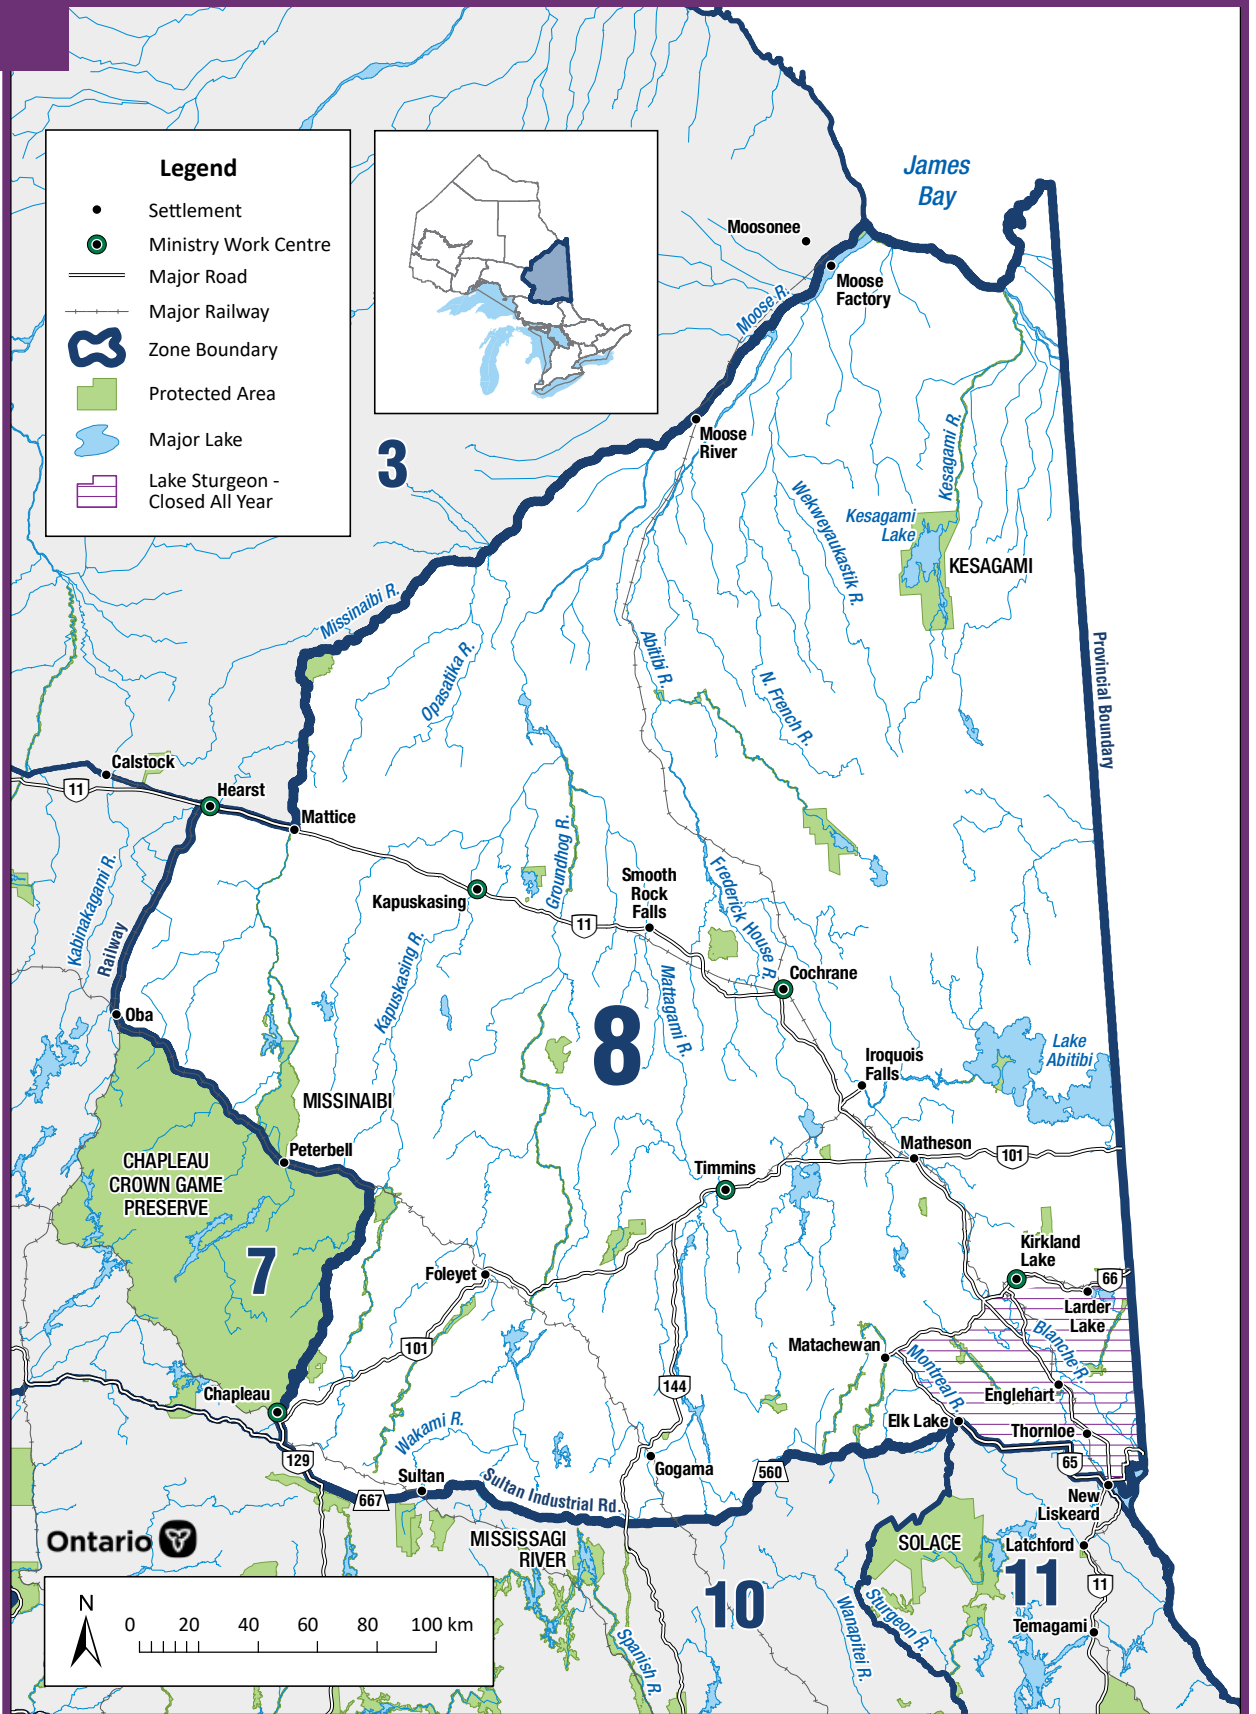 Legend
Settlement
Ministry Work Centre
Major Road
Major Railway
Zone Boundary
Protected Area
Major Lake
Lake Sturgeon -
Closed All Year
James
Bay
Moosonee
Moose
Factory
Moose R.
Moose
River
3
Kesagami R.
Wekweyaukastik R.
Kesagami
Lake
KESAGAMI
Missinaibi R.
Opasatika R.
Abitibi R.
N. French R.
Provincial Boundary
Calstock
11
Hearst
Mattice
Kabinakagami R.
Railway
Kapuskasing
Groundhog R.
Smooth
Rock
Falls
11
Frederick House R.
Kapuskasing R.
Mattagami R.
Cochrane
Oba
8
Lake
Abitibi
Iroquois
Falls
MISSINAIBI
Peterbell
Matheson
101
CHAPLEAU
CROWN GAME
PRESERVE
Timmins
7
Kirkland
Lake
66
Foleyet
Larder
Lake
101
Matachewan
Blanche R.
Montreal R.
144
Englehart
Chapleau
Elk Lake
Thornloe
Wakami R.
129
65
Gogama
560
Sultan
667
Sultan Industrial Rd.
New
Liskeard
Ontario
MISSISSAGI
RIVER
SOLACE
Latchford
11
10
11
Sturgeon R.
Wanapitei R.
Spanish R.
Temagami
N
0 20 40 60 80 100 km